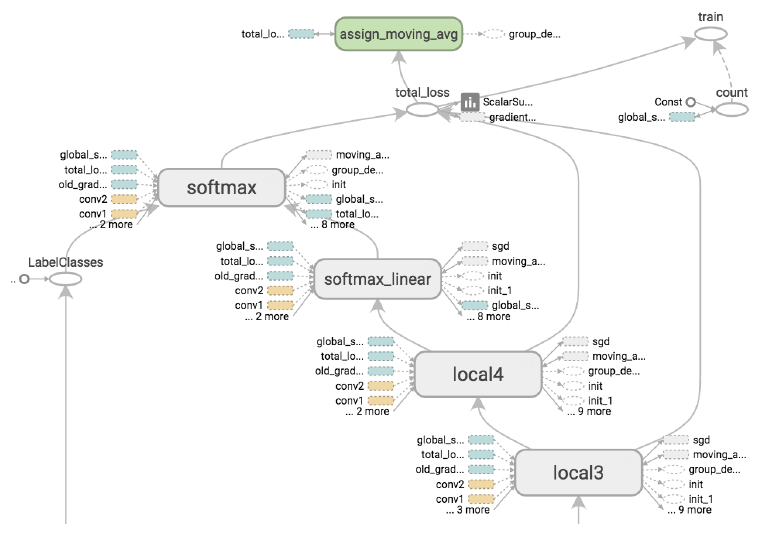 train
total_lo...
assign_moving_avg
group_de...
total_loss
ScalarSu...
gradient...
Const
count
global_s...
global_s...
total_lo...
old_grad...
conv2
conv1
... 2 more
softmax
moving_a...
group_de...
init
global_s...
total_lo...
... 8 more
LabelClasses
..
global_s...
total_lo...
old_grad...
conv2
conv1
... 2 more
softmax_linear
sgd
moving_a...
init
init_1
global_s...
... 8 more
global_s...
total_lo...
old_grad...
conv2
conv1
... 2 more
local4
sgd
moving_a...
group_de...
init
init_1
... 9 more
global_s...
total_lo...
old_grad...
conv2
conv1
... 3 more
local3
sgd
moving_a...
group_de...
init
init_1
... 9 more